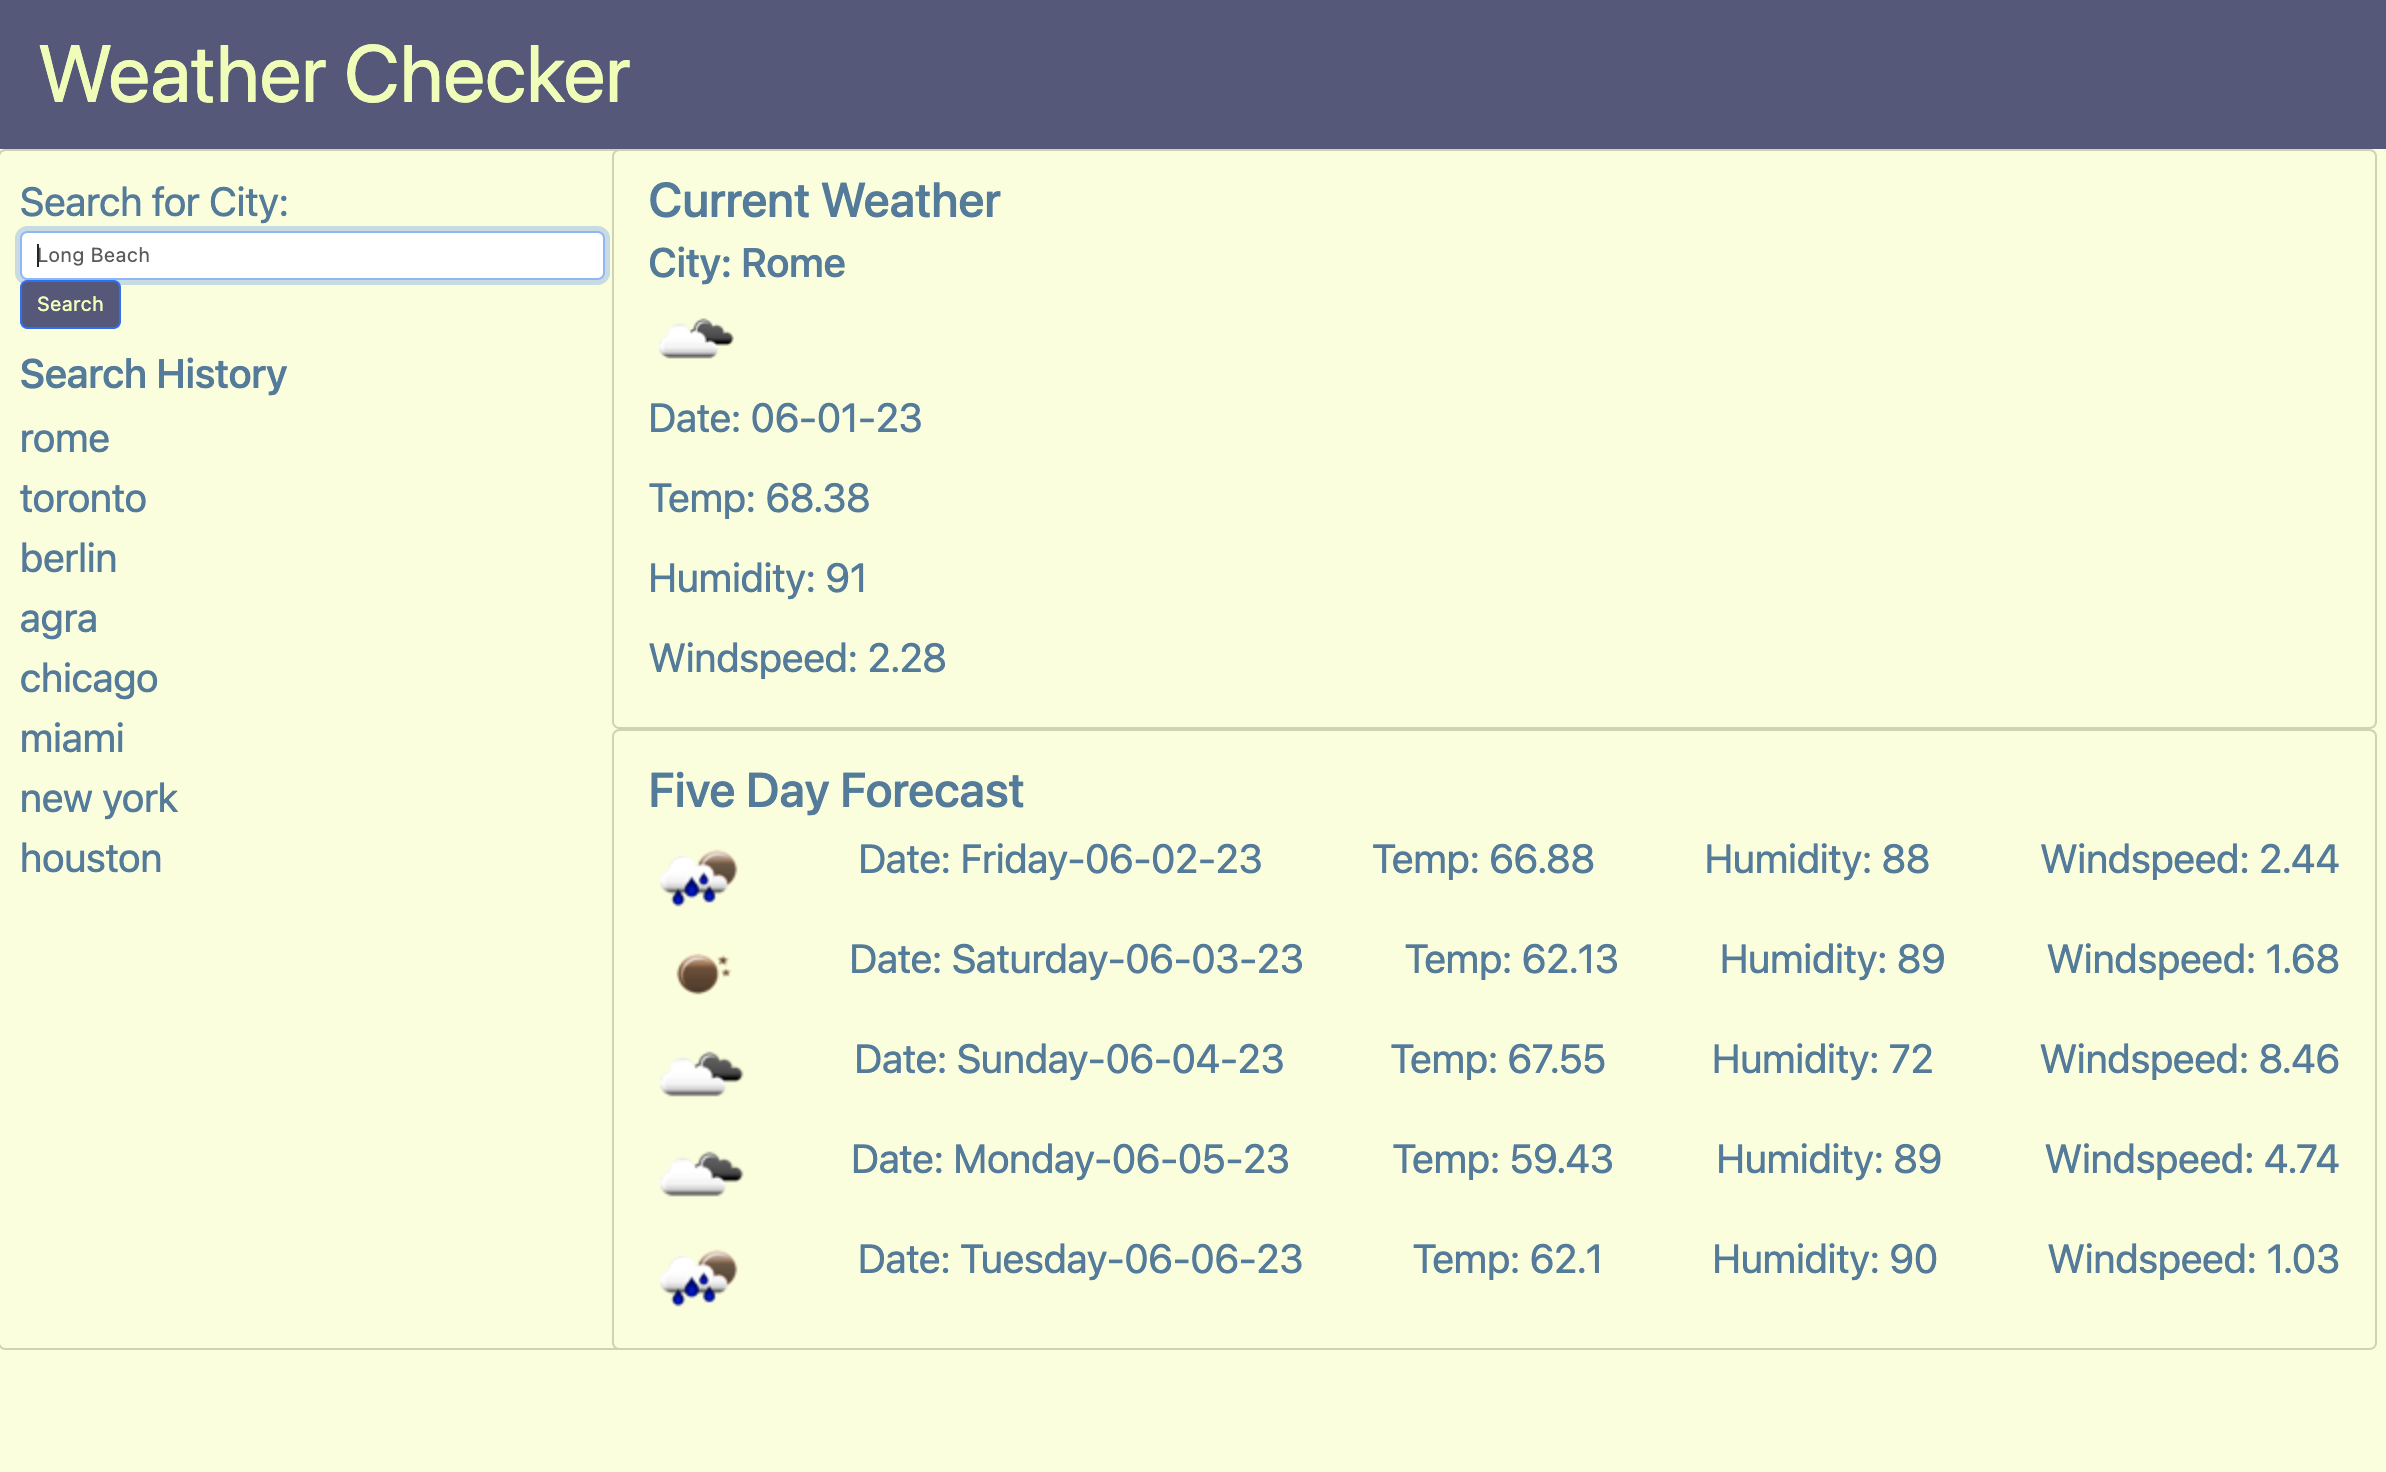 Weather Checker
Search for City:
Long Beach
Search
Search History
rome
toronto
berlin
agra
chicago
miami
new york
houston
Current Weather
City: Rome
Date: 06-01-23
Temp: 68.38
Humidity: 91
Windspeed: 2.28
Five Day Forecast
Date: Friday-06-02-23 Temp: 66.88 Humidity: 88 Windspeed: 2.44
Date: Saturday-06-03-23 Temp: 62.13 Humidity: 89 Windspeed: 1.68
Date: Sunday-06-04-23 Temp: 67.55 Humidity: 72 Windspeed: 8.46
Date: Monday-06-05-23 Temp: 59.43 Humidity: 89 Windspeed: 4.74
Date: Tuesday-06-06-23 Temp: 62.1 Humidity: 90 Windspeed: 1.03